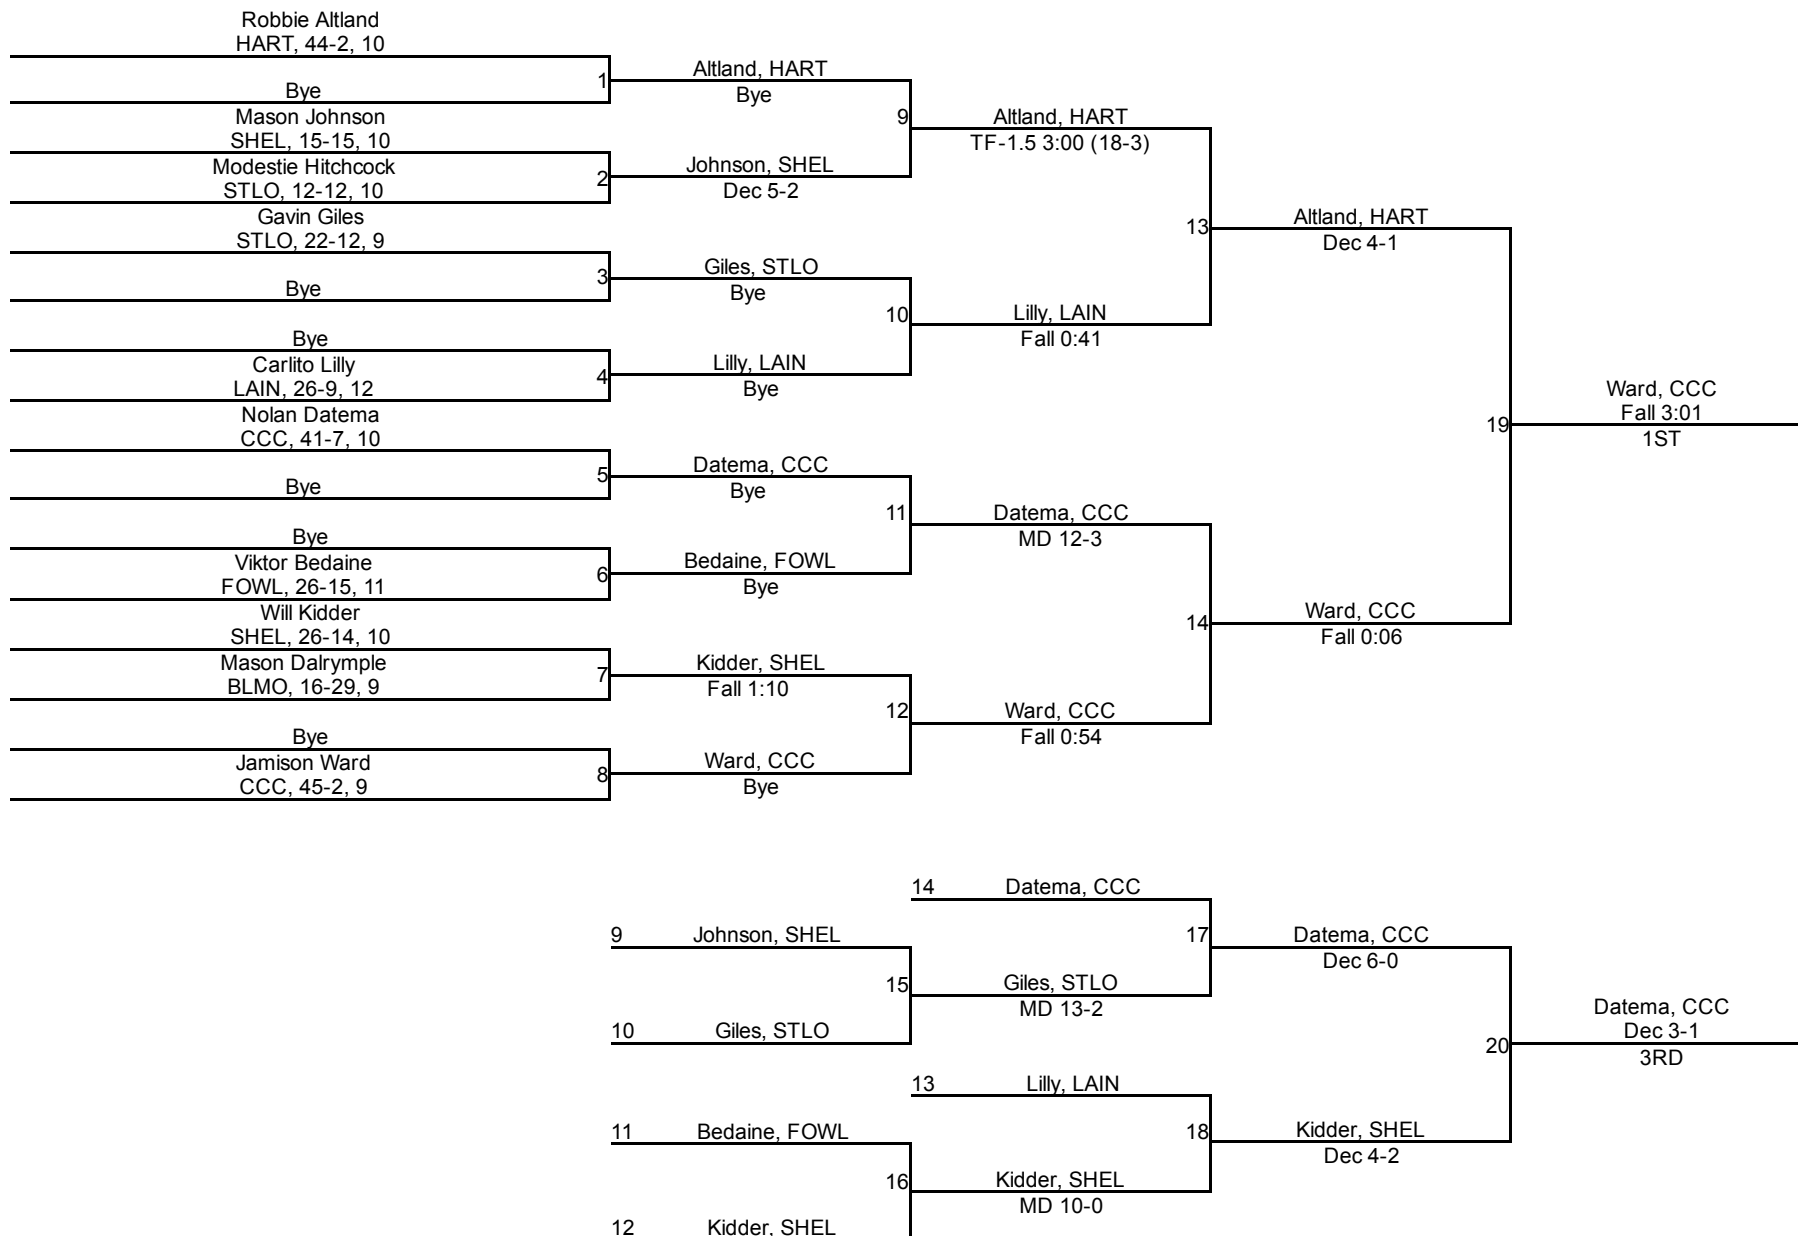 Robbie Altland
HART, 44-2, 10
Bye
1
Altland, HART
Bye
Mason Johnson
SHEL, 15-15, 10
Modestie Hitchcock
STLO, 12-12, 10
2
Johnson, SHEL
Dec 5-2
9
Altland, HART
TF-1.5 3:00 (18-3)
Gavin Giles
STLO, 22-12, 9
Bye
3
Giles, STLO
Bye
Bye
Carlito Lilly
LAIN, 26-9, 12
4
Lilly, LAIN
Bye
10
Lilly, LAIN
Fall 0:41
13
Altland, HART
Dec 4-1
Nolan Datema
CCC, 41-7, 10
Bye
5
Datema, CCC
Bye
Bye
Viktor Bedaine
FOWL, 26-15, 11
6
Bedaine, FOWL
Bye
11
Datema, CCC
MD 12-3
Will Kidder
SHEL, 26-14, 10
Mason Dalrymple
BLMO, 16-29, 9
7
Kidder, SHEL
Fall 1:10
Bye
Jamison Ward
CCC, 45-2, 9
8
Ward, CCC
Bye
12
Ward, CCC
Fall 0:54
14
Ward, CCC
Fall 0:06
19
Ward, CCC
Fall 3:01
1ST
14 Datema, CCC
9 Johnson, SHEL
10 Giles, STLO
15
Giles, STLO
MD 13-2
17
Datema, CCC
Dec 6-0
13 Lilly, LAIN
11 Bedaine, FOWL
12 Kidder, SHEL
16
Kidder, SHEL
MD 10-0
18
Kidder, SHEL
Dec 4-2
20
Datema, CCC
Dec 3-1
3RD